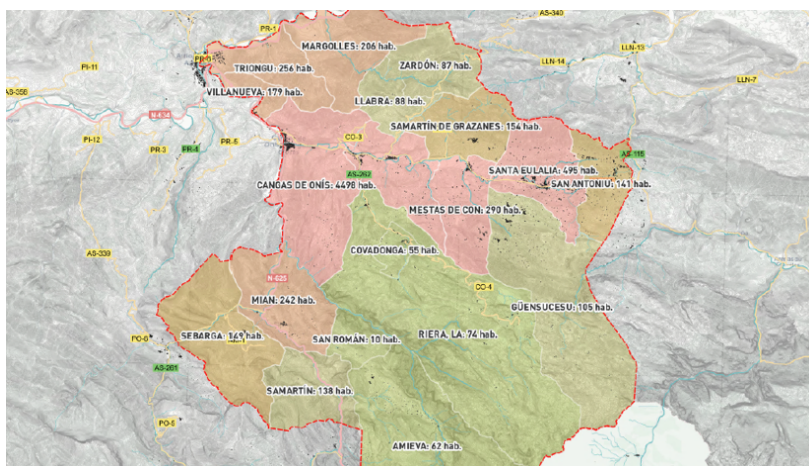 AS-340
PR-1
MARGOLLES: 206 hab.
LLN-13
PI-11
ZARDÓN: 87 hab.
LLN-14
TRIONGU: 256 hab.
LLN-7
AS-358
VILLANUEVA: 179 hab.
LLABRA: 88 hab.
N-634
SAMARTÍN DE GRAZANES: 154 hab.
PI-12
PR-3
PR-4
PR-5
CO-3
AS-115
AS-262
SANTA EULALIA: 495 hab.
CANGAS DE ONÍS: 4498 hab.
SAN ANTONIU: 141 hab.
MESTAS DE CON: 290 hab.
AS-339
COVADONGA: 55 hab.
N-625
CO-4
MIAN: 242 hab.
GÜENSUCESU: 105 hab.
SEBARGA: 149 hab.
RIERA, LA: 74 hab.
PO-6
SAN ROMÁN: 10 hab.
AS-261
SAMARTÍN: 138 hab.
PO-5
AMIEVA: 62 hab.